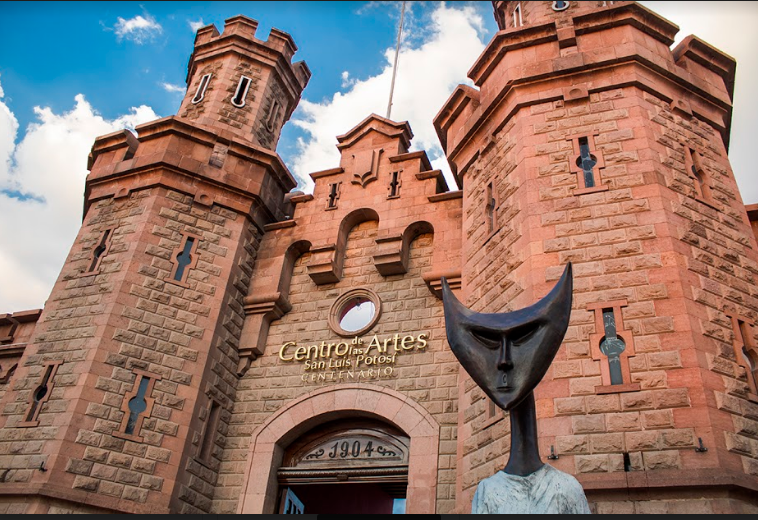 Centro de las Artes
San Luis Potosí
CENTENARIO
1904